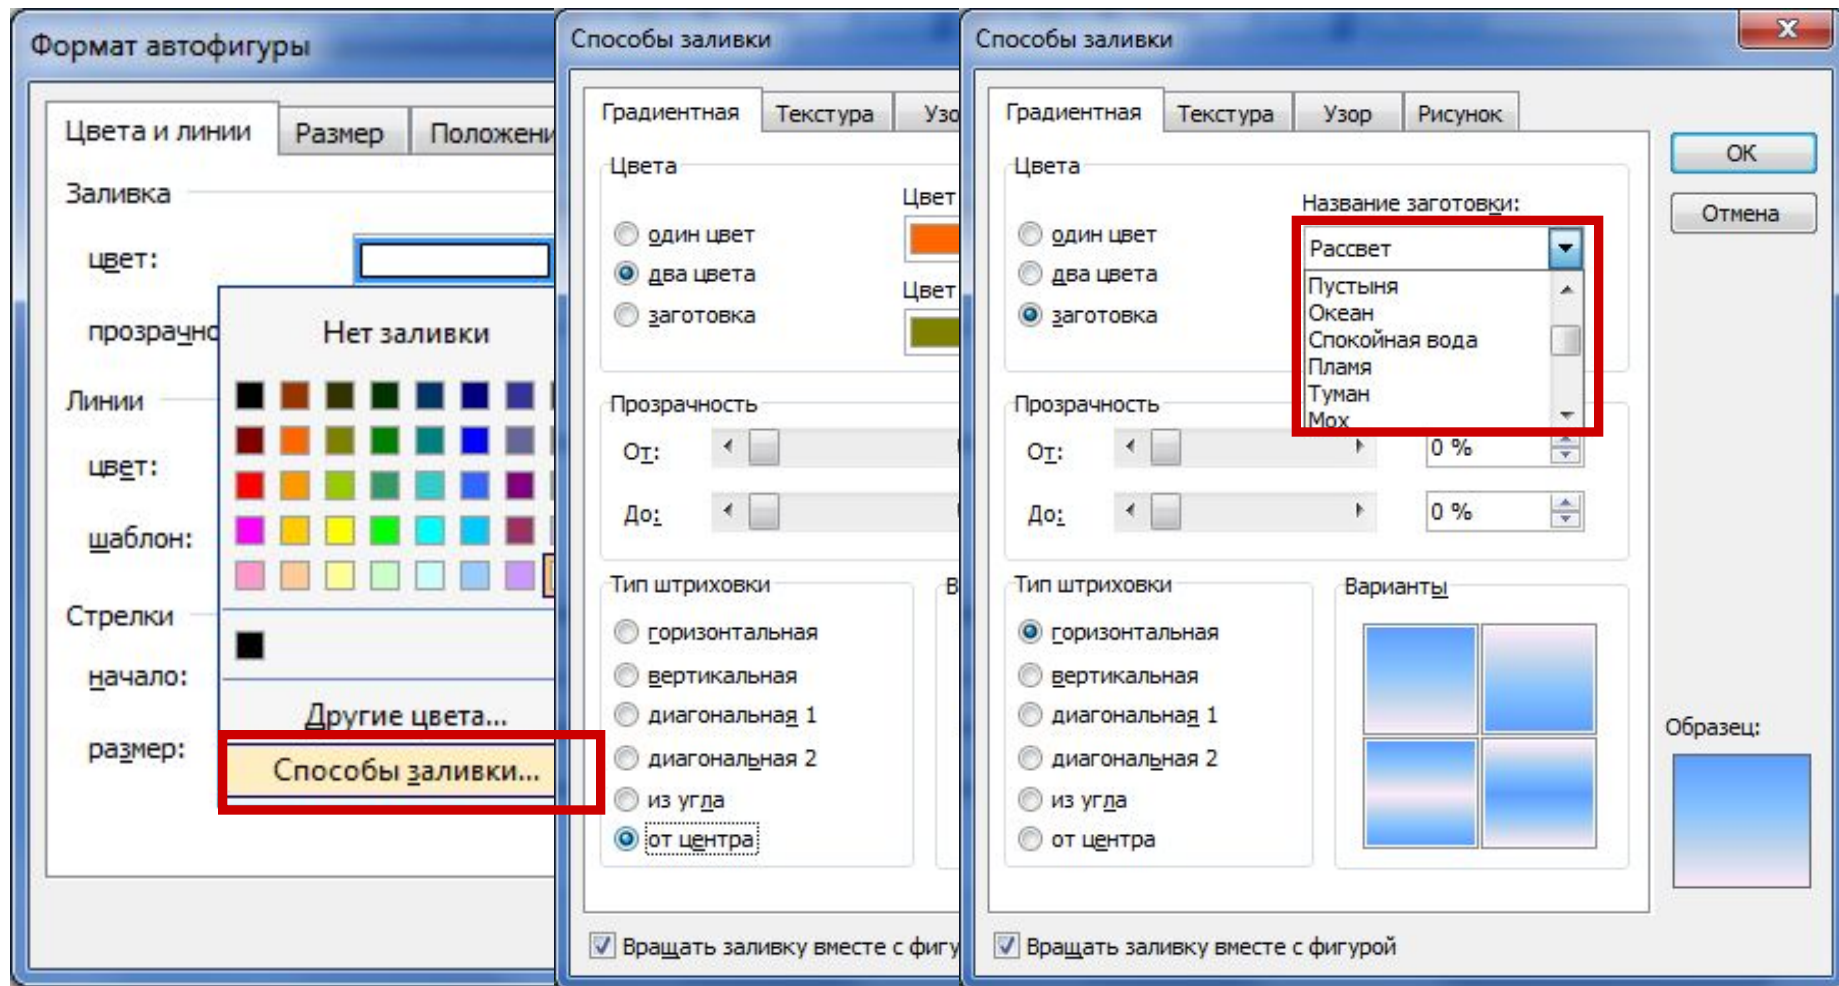 Формат автофигуры
Цвета и линии
Размер
Положени
Заливка
цвет:
прозрачно
Нет заливки
Линии
цвет:
шаблон:
Стрелки
начало:
Другие цвета...
размер:
Способы заливки...
Способы заливки
Градиентная
Текстура
Узо
Цвета
Цвет
один цвет
два цвета
Цвет
заготовка
Прозрачность
От:
До:
Тип штриховки
В
горизонтальная
вертикальная
диагональная 1
диагональная 2
из угла
от центра
Вращать заливку вместе с фигу
Способы заливки
Градиентная
Текстура
Узор
Рисунок
ОК
Отмена
Цвета
Название заготовки:
один цвет
два цвета
заготовка
Рассвет
Пустыня
Океан
Спокойная вода
Пламя
Туман
Мох
Прозрачность
От:
0 %
До:
0 %
Тип штриховки
Варианты
горизонтальная
вертикальная
диагональная 1
диагональная 2
из угла
от центра
Образец:
Вращать заливку вместе с фигурой